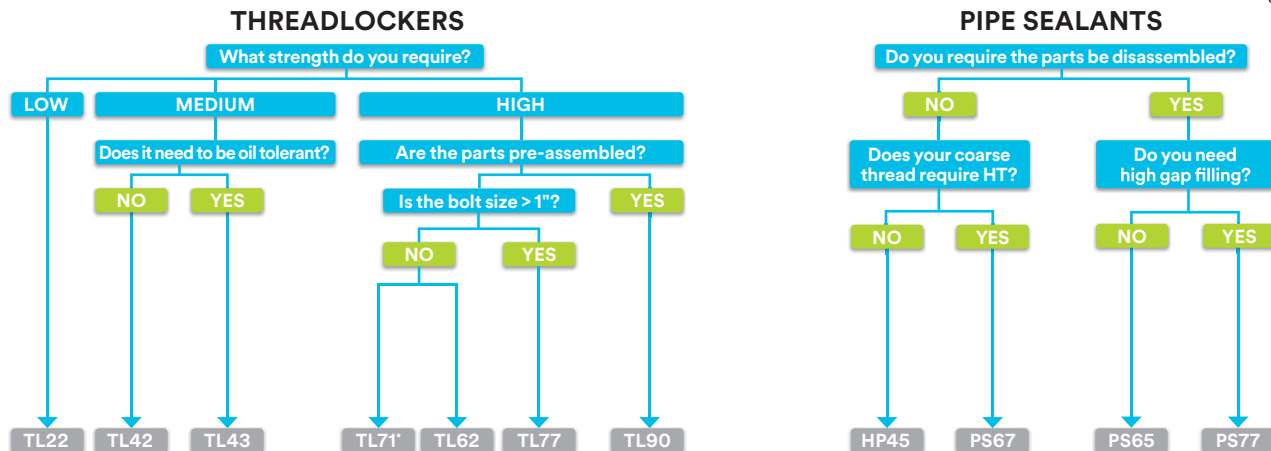 THREADLOCKERS
What strength do you require?
LOW
MEDIUM
HIGH
Does it need to be oil tolerant?
Are the parts pre-assembled?
NO
YES
Is the bolt size > 1"?
YES
NO
YES
TL22
TL42
TL43
TL71*
TL62
TL77
TL90
PIPE SEALANTS
Do you require the parts be disassembled?
NO
YES
Does your coarse
thread require HT?
Do you need
high gap filling?
NO
YES
NO
YES
HP45
PS67
PS65
PS77